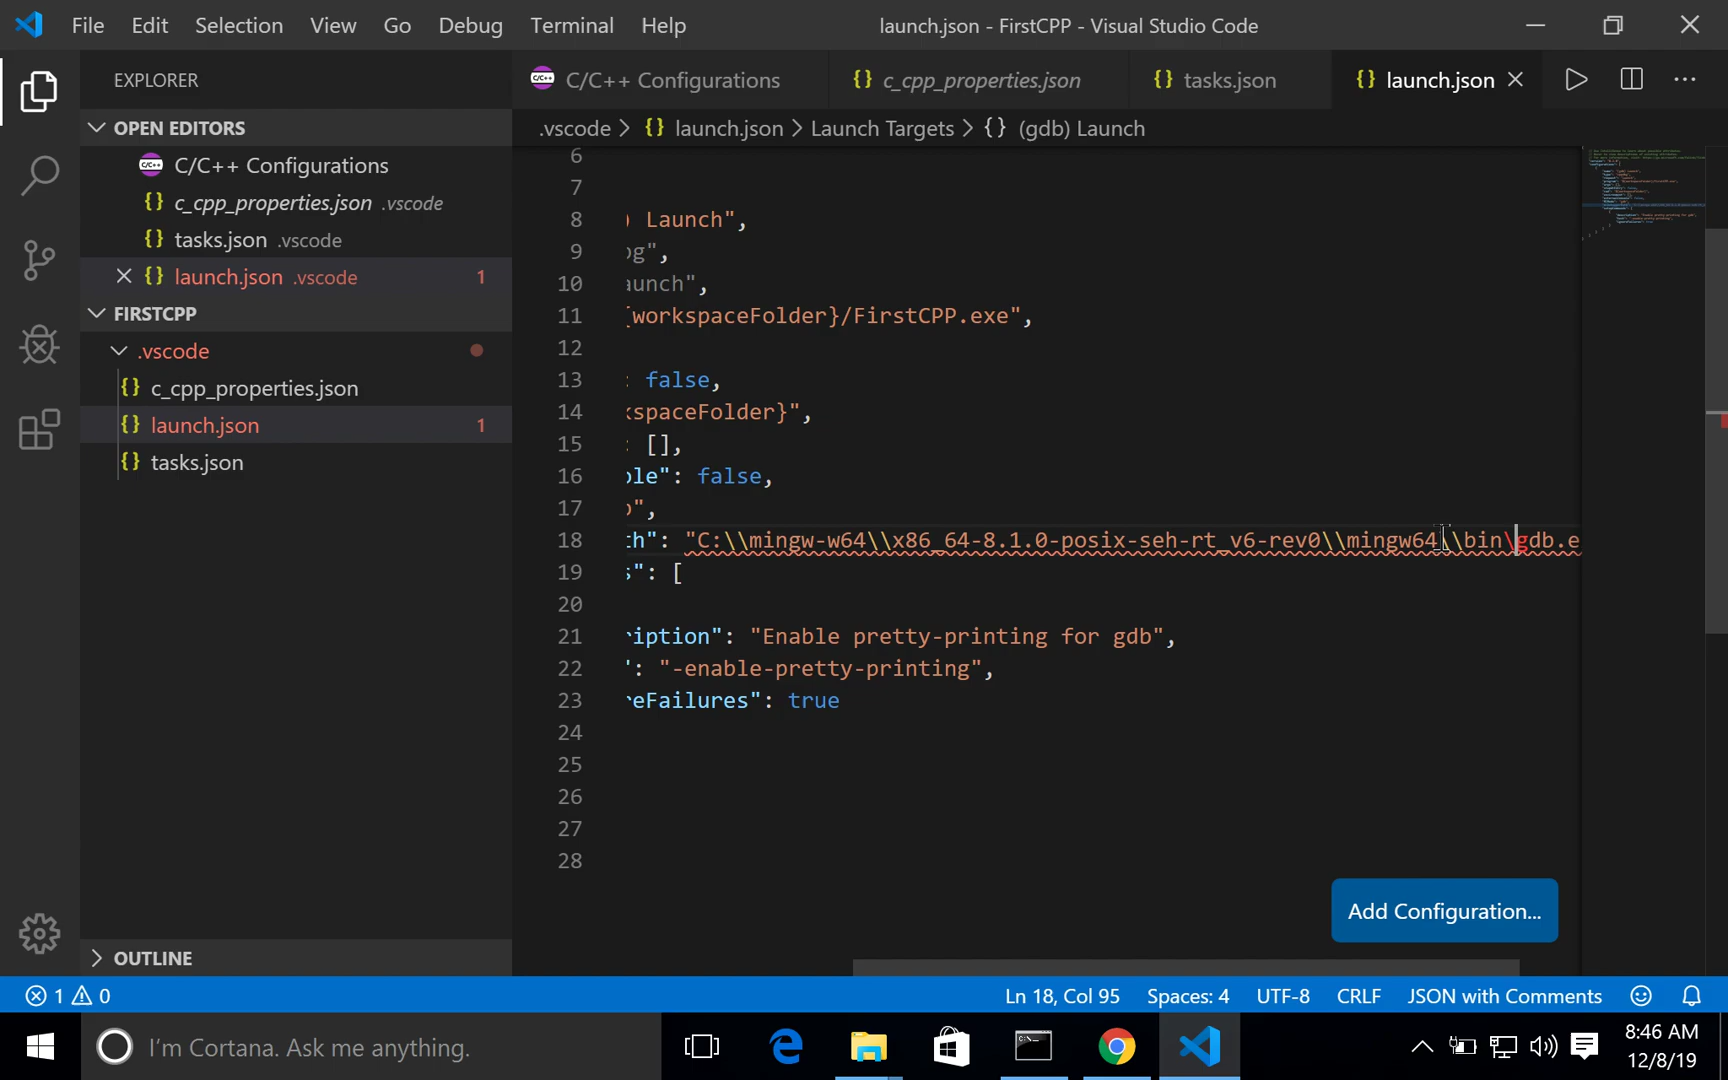 File Edit Selection View Go Debug Terminal Help launch.json - FirstCPP - Visual Studio Code
EXPLORER
C/C++ Configurations
c_cpp_properties.json
tasks.json
launch.json
OPEN EDITORS
C/C++ Configurations
c_cpp_properties.json .vscode
tasks.json .vscode
launch.json .vscode 1
FIRSTCPP
.vscode
c_cpp_properties.json
launch.json 1
tasks.json
OUTLINE
.vscode > {} launch.json > Launch Targets > {} (gdb) Launch
6
7
8 ) Launch",
9 bg",
10 aunch",
11 {workspaceFolder}/FirstCPP.exe",
12
13 : false,
14 kspaceFolder}",
15 : [],
16 ole": false,
17 b",
18 th": "C:\\mingw-w64\\x86_64-8.1.0-posix-seh-rt_v6-rev0\\mingw64\\bin\gdb.e
19 s": [
20
21 ription": "Enable pretty-printing for gdb",
22 ": "-enable-pretty-printing",
23 reFailures": true
24
25
26
27
28
Add Configuration...
1 0 Ln 18, Col 95 Spaces: 4 UTF-8 CRLF JSON with Comments
I'm Cortana. Ask me anything.
8:46 AM
12/8/19